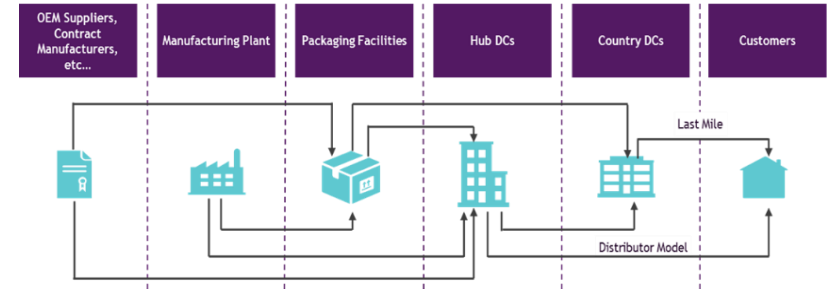 OEM Suppliers,
Contract
Manufacturers,
etc…
Manufacturing Plant
Packaging Facilities
Hub DCs
Country DCs
Customers
Last Mile
Distributor Model